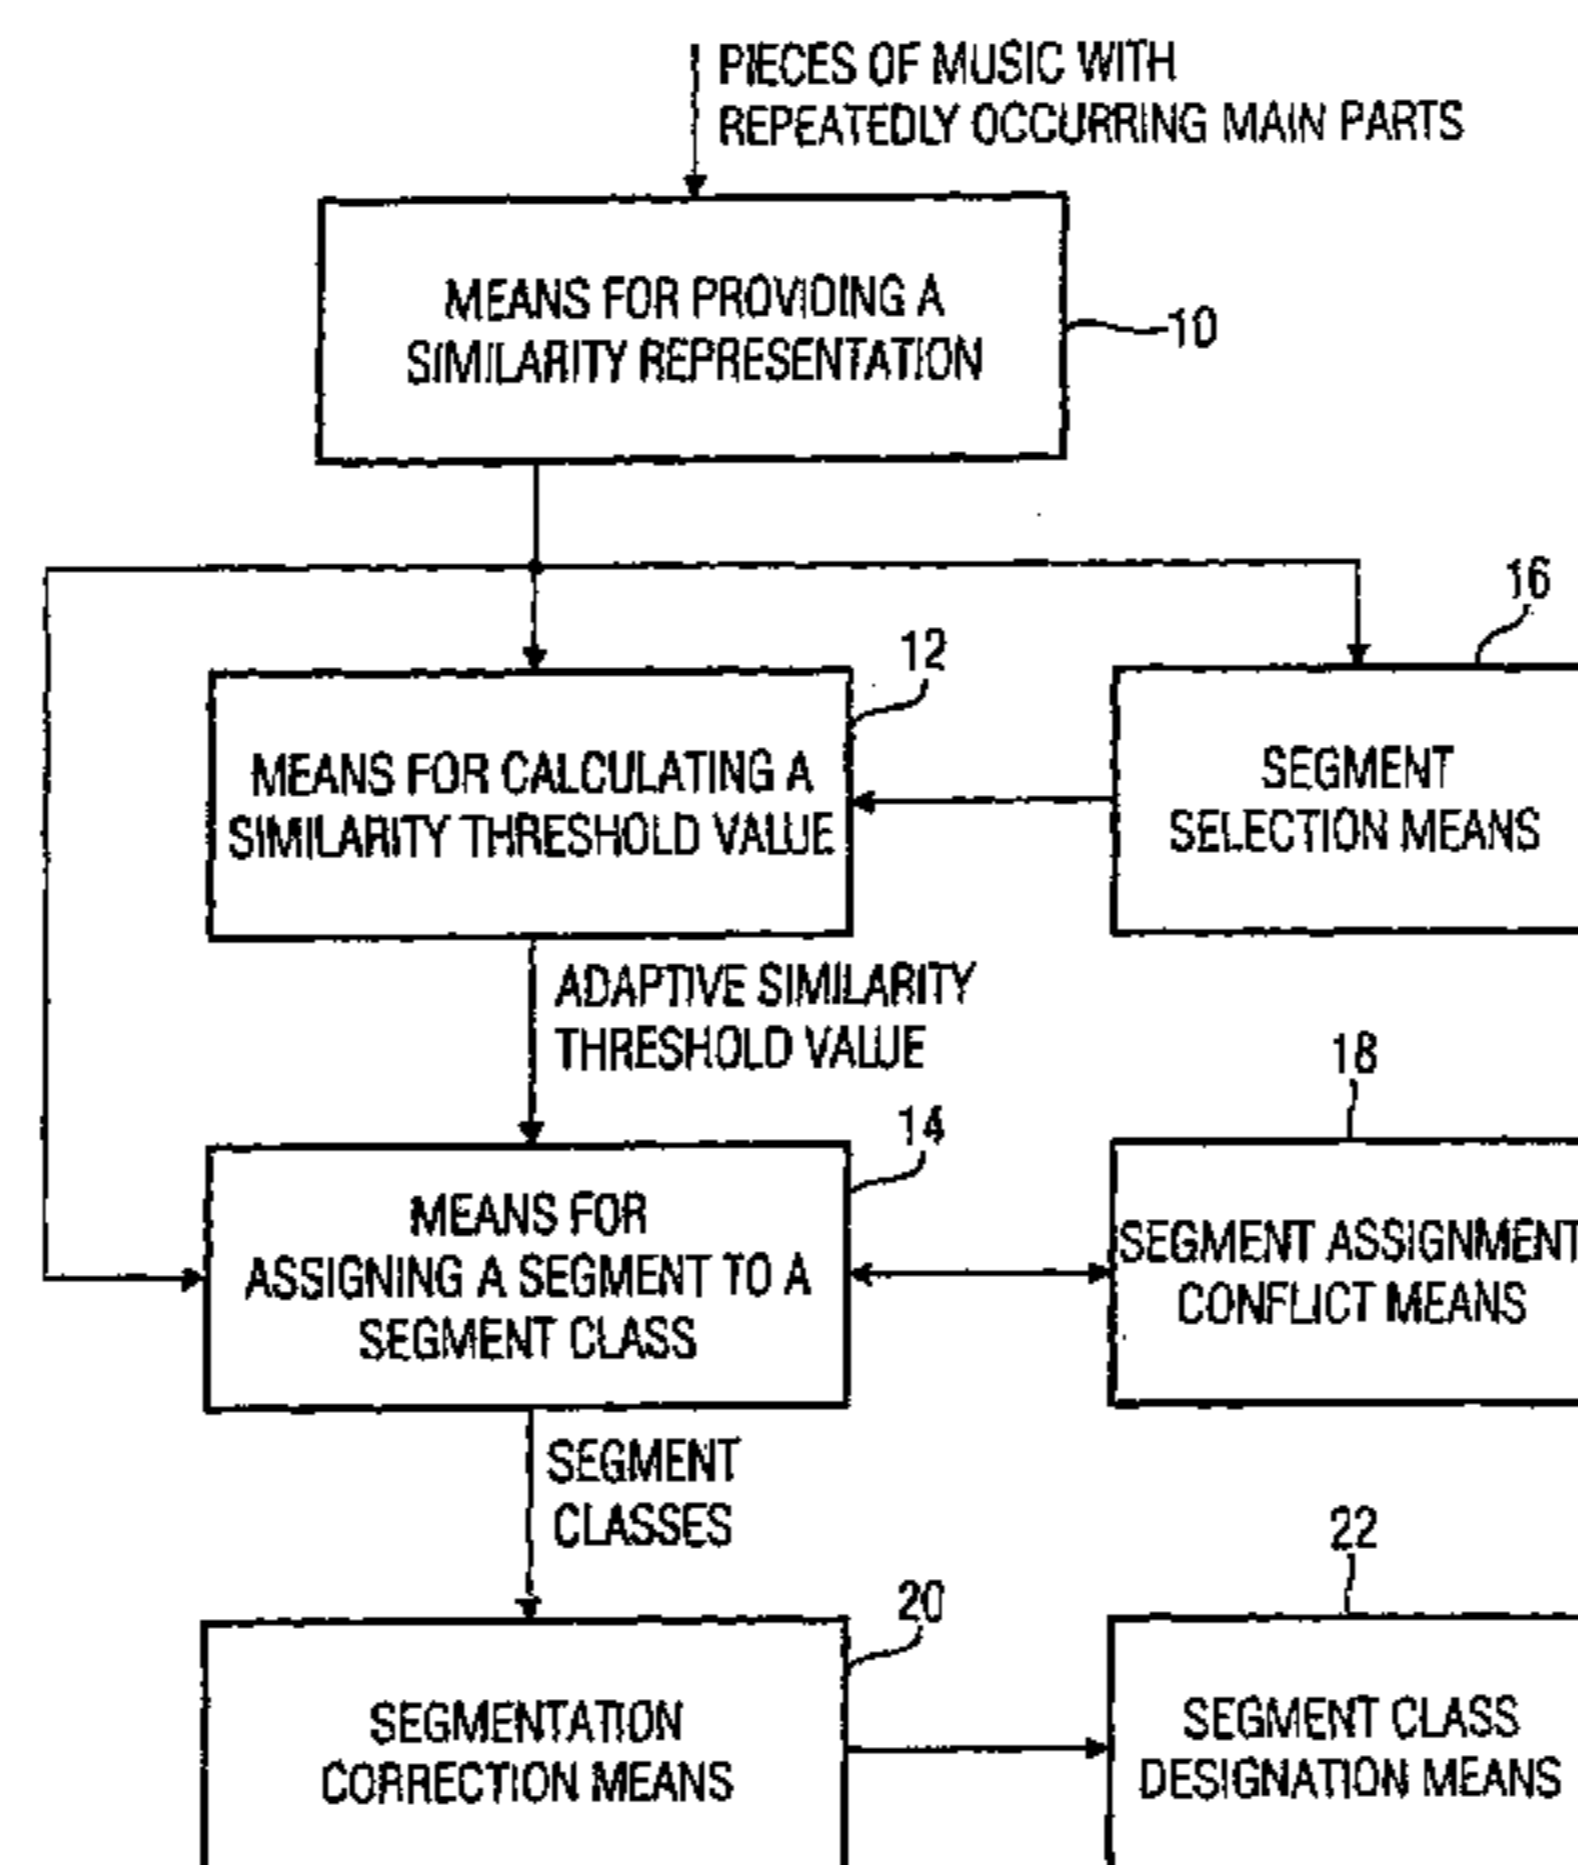 PIECES OF MUSIC WITH
REPEATEDLY OCCURRING MAIN PARTS
MEANS FOR PROVIDING A
SIMILARITY REPRESENTATION
10
16
12
MEANS FOR CALCULATING A
SIMILARITY THRESHOLD VALUE
SEGMENT
SELECTION MEANS
ADAPTIVE SIMILARITY
THRESHOLD VALUE
18
14
MEANS FOR
ASSIGNING A SEGMENT TO A
SEGMENT CLASS
SEGMENT ASSIGNMENT
CONFLICT MEANS
SEGMENT
CLASSES
22
20
SEGMENTATION
CORRECTION MEANS
SEGMENT CLASS
DESIGNATION MEANS